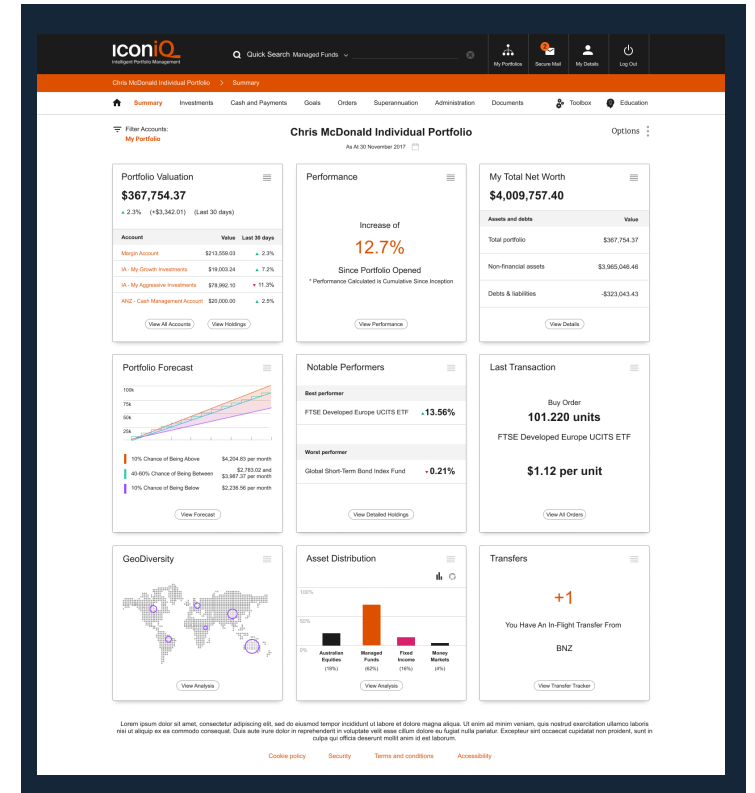 iconiQ
Intelligent Portfolio Management
Quick Search Managed Funds
My Portfolios
2
Secure Mail
My Details
Log Out
Chris McDonald Individual Portfolio > Summary
Summary Investments Cash and Payments Goals Orders Superannuation Administration Documents Toolbox Education
Filter Accounts:
My Portfolio
Chris McDonald Individual Portfolio
As At 30 November 2017
Options
Portfolio Valuation
$367,754.37
2.3% (+$3,342.01) (Last 30 days)
Account Value Last 30 days
Margin Account $213,559.03 2.3%
IA - My Growth Investments $19,003.24 7.2%
IA - My Aggressive Investments $78,992.10 11.3%
ANZ - Cash Management Account $20,000.00 2.5%
View All Accounts View Holdings
Performance
Increase of
12.7%
Since Portfolio Opened
* Performance Calculated is Cumulative Since Inception
View Performance
My Total Net Worth
$4,009,757.40
Assets and debts Value
Total portfolio $367,754.37
Non-financial assets $3,965,046.46
Debts & liabilities -$323,043.43
View Details
Portfolio Forecast
100k
75k
50k
25k
10% Chance of Being Above $4,204.83 per month
40-60% Chance of Being Between $2,783.02 and
$3,987.37 per month
10% Chance of Being Below $2,236.56 per month
View Forecast
Notable Performers
Best performer
FTSE Developed Europe UCITS ETF 13.56%
Worst performer
Global Short-Term Bond Index Fund 0.21%
View Detailed Holdings
Last Transaction
Buy Order
101.220 units
FTSE Developed Europe UCITS ETF
$1.12 per unit
View All Orders
GeoDiversity
View Analysis
Asset Distribution
100%
50%
0%
Australian Equities (18%)
Managed Funds (62%)
Fixed Income (16%)
Money Markets (4%)
View Analysis
Transfers
+1
You Have An In-Flight Transfer From
BNZ
View Transfer Tracker
Lorem ipsum dolor sit amet, consectetur adipiscing elit, sed do eiusmod tempor incididunt ut labore et dolore magna aliqua. Ut enim ad minim veniam, quis nostrud exercitation ullamco laboris
nisi ut aliquip ex ea commodo consequat. Duis aute irure dolor in reprehenderit in voluptate velit esse cillum dolore eu fugiat nulla pariatur. Excepteur sint occaecat cupidatat non proident, sunt in
culpa qui officia deserunt mollit anim id est laborum.
Cookie policy Security Terms and conditions Accessibility